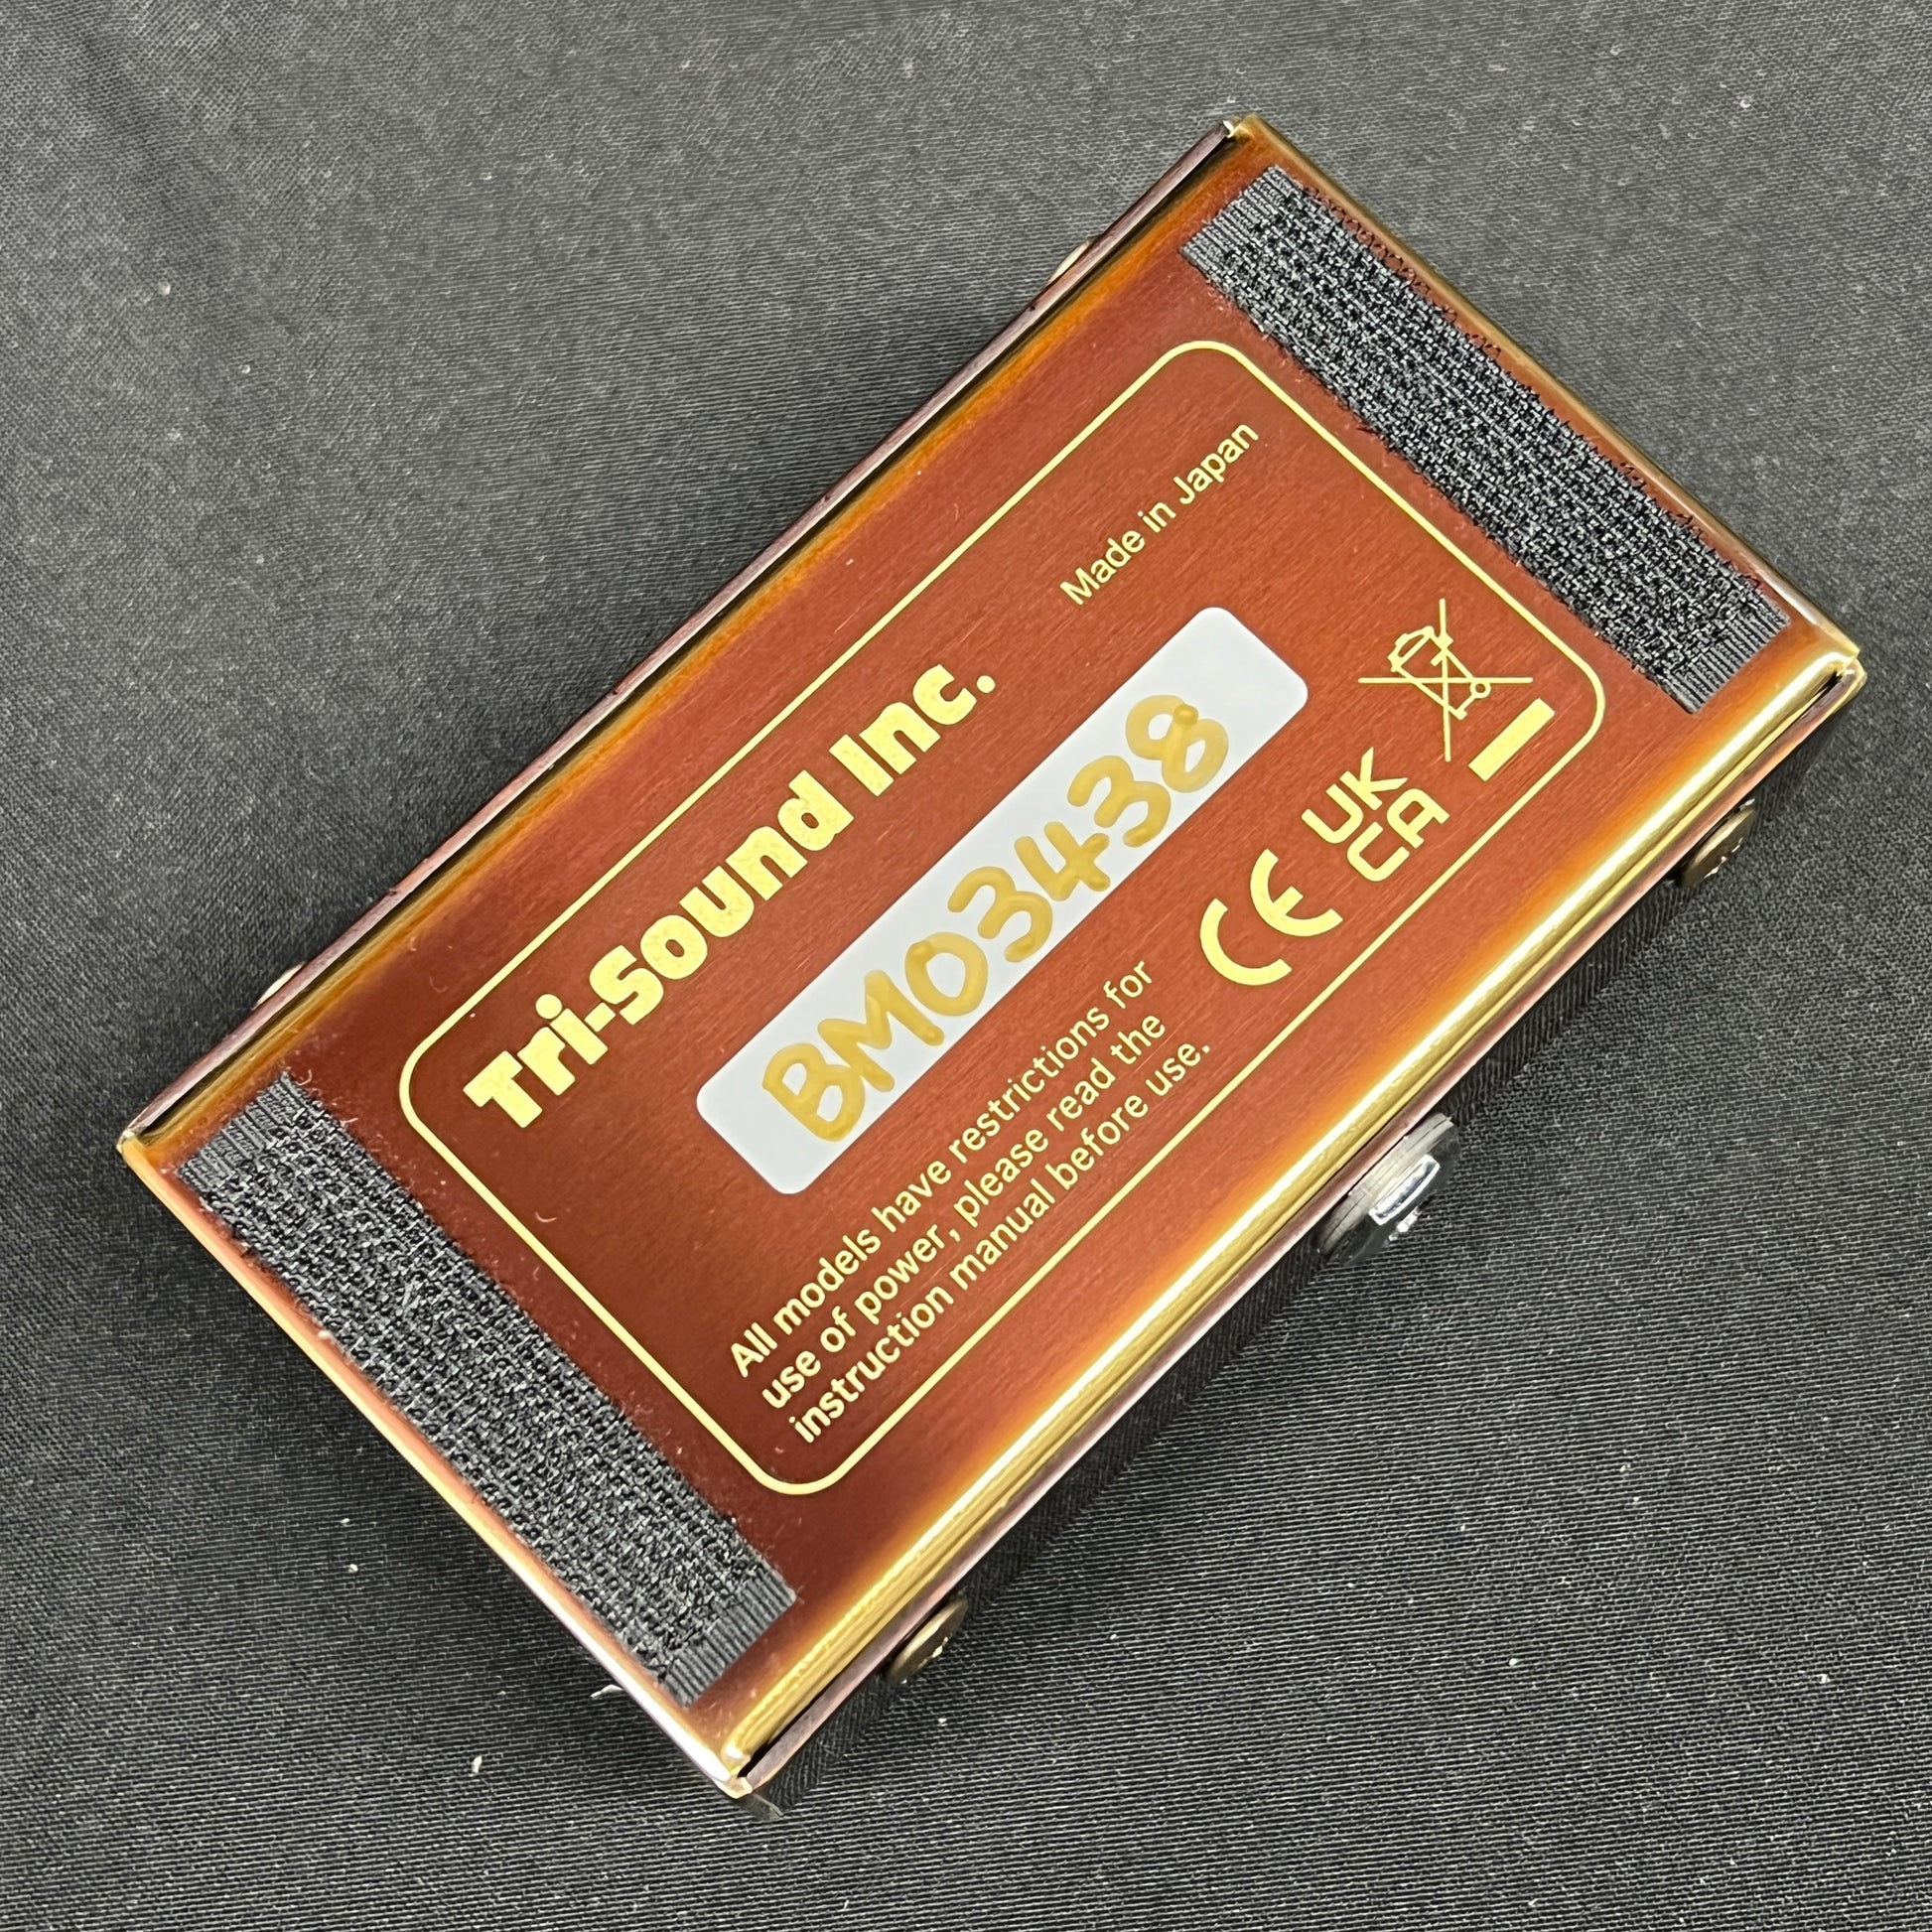 Tri-Sound Inc.
Made in Japan
BM03438
All models have restrictions for
use of power, please read the
instruction manual before use.
CE
UK
CA